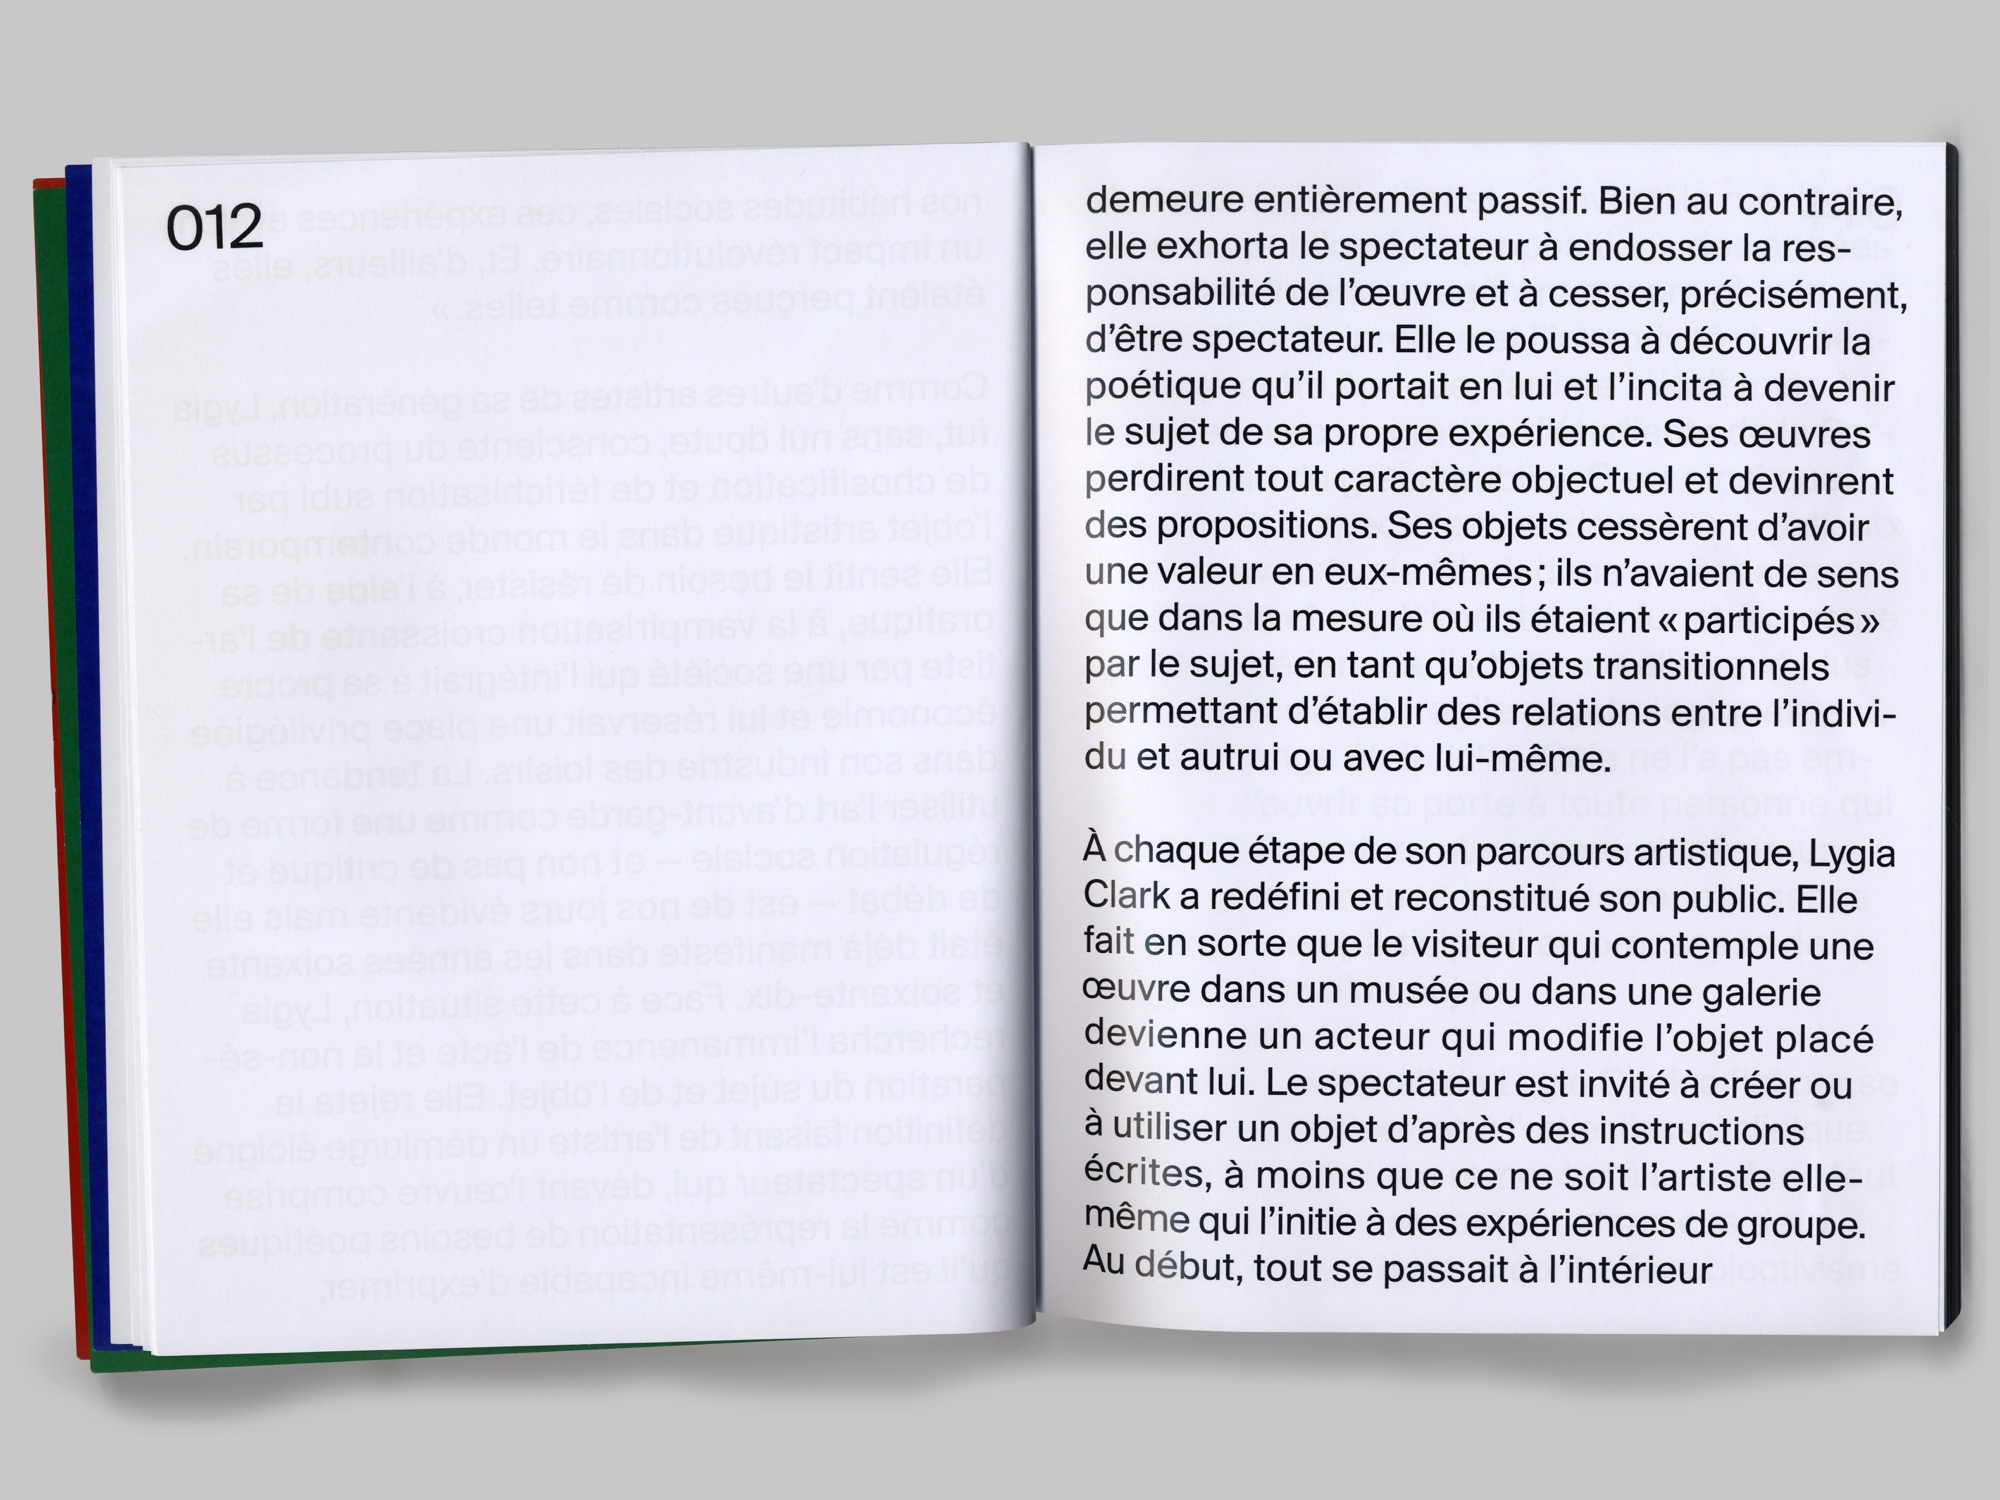 012
demeure entièrement passif. Bien au contraire,
elle exhorta le spectateur à endosser la res-
ponsabilité de l’œuvre et à cesser, précisément,
d’être spectateur. Elle le poussa à découvrir la
poétique qu’il portait en lui et l’incita à devenir
le sujet de sa propre expérience. Ses œuvres
perdirent tout caractère objectuel et devinrent
des propositions. Ses objets cessèrent d’avoir
une valeur en eux-mêmes ; ils n’avaient de sens
que dans la mesure où ils étaient « participés »
par le sujet, en tant qu’objets transitionnels
permettant d’établir des relations entre l’indivi-
du et autrui ou avec lui-même.
À chaque étape de son parcours artistique, Lygia
Clark a redéfini et reconstitué son public. Elle
fait en sorte que le visiteur qui contemple une
œuvre dans un musée ou dans une galerie
devienne un acteur qui modifie l’objet placé
devant lui. Le spectateur est invité à créer ou
à utiliser un objet d’après des instructions
écrites, à moins que ce ne soit l’artiste elle-
même qui l’initie à des expériences de groupe.
Au début, tout se passait à l’intérieur